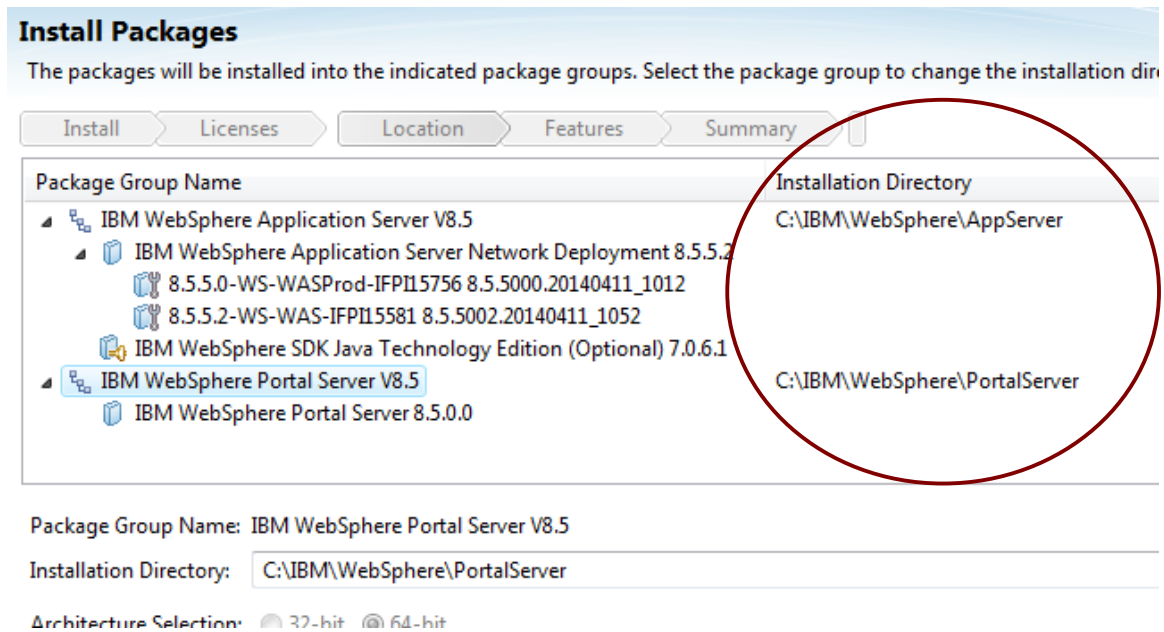 Install Packages
The packages will be installed into the indicated package groups. Select the package group to change the installation dir
Install Licenses Location Features Summary
Package Group Name Installation Directory
IBM WebSphere Application Server V8.5 C:\IBM\WebSphere\AppServer
IBM WebSphere Application Server Network Deployment 8.5.5.2
8.5.5.0-WS-WASProd-IFPI15756 8.5.5000.20140411_1012
8.5.5.2-WS-WAS-IFPI15581 8.5.5002.20140411_1052
IBM WebSphere SDK Java Technology Edition (Optional) 7.0.6.1
IBM WebSphere Portal Server V8.5 C:\IBM\WebSphere\PortalServer
IBM WebSphere Portal Server 8.5.0.0
Package Group Name: IBM WebSphere Portal Server V8.5
Installation Directory: C:\IBM\WebSphere\PortalServer
Architecture Selection: 32-bit 64-bit